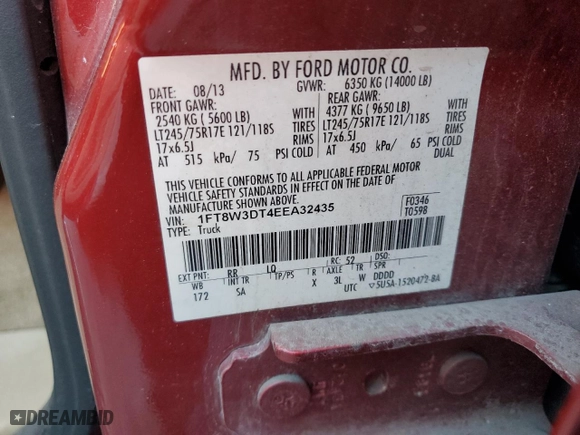 MFD. BY FORD MOTOR CO.
DATE: 08/13 GVWR: 6350 KG (14000 LB)
FRONT GAWR: REAR GAWR:
2540 KG ( 5600 LB) WITH 4377 KG ( 9650 LB) WITH
LT245/75R17E 121/118S TIRES LT245/75R17E 121/118S TIRES
17x6.5J RIMS 17x6.5J RIMS
AT 515 kPa/ 75 PSI COLD AT 450 kPa/ 65 PSI COLD
DUAL
THIS VEHICLE CONFORMS TO ALL APPLICABLE FEDERAL MOTOR
VEHICLE SAFETY STANDARDS IN EFFECT ON THE DATE OF
MANUFACTURE SHOWN ABOVE.
VIN: 1FT8W3DT4EEA32435 F0346
TYPE: Truck T0598
EXT PNT: RR LQ RC: 52 DSO:
WB INT TR TP/PS R AXLE TR SPR
172 SA X 3L W DDDD
UTC ▽5U5A-1520472-BA
DREAMBID